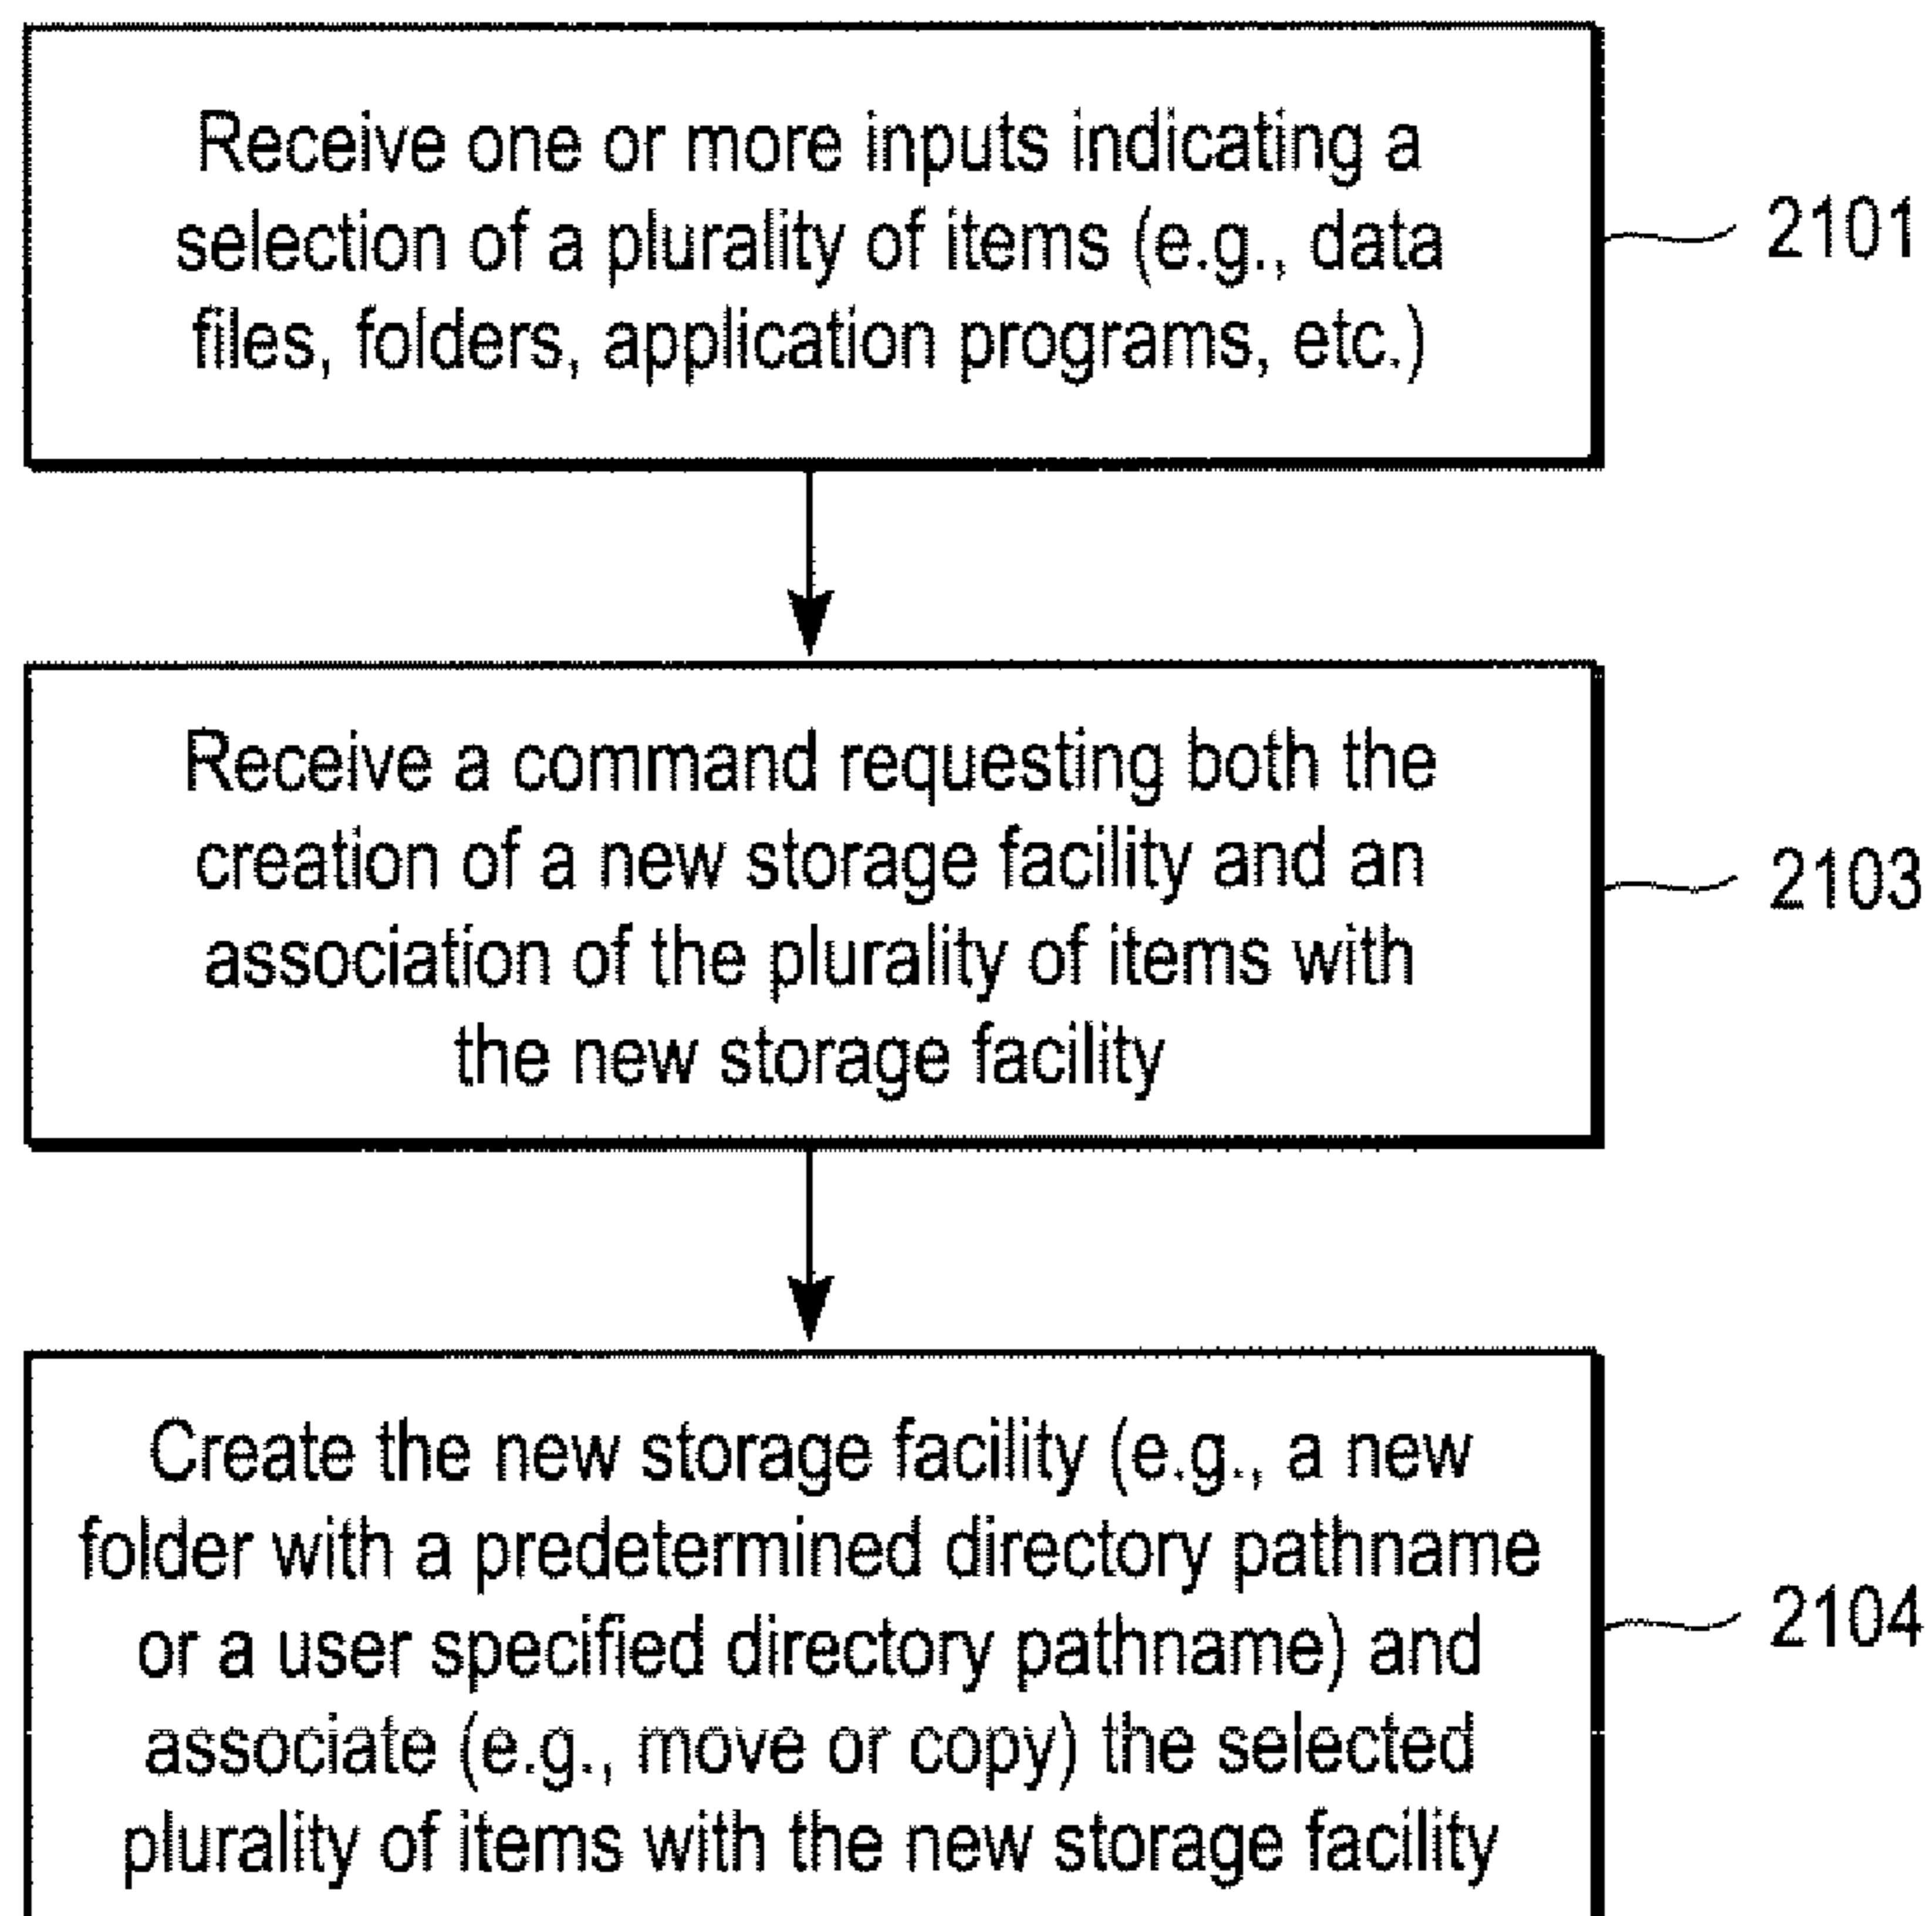 Receive one or more inputs indicating a
selection of a plurality of items (e.g., data
files, folders, application programs, etc.)
2101
Receive a command requesting both the
creation of a new storage facility and an
association of the plurality of items with
the new storage facility
2103
Create the new storage facility (e.g., a new
folder with a predetermined directory pathname
or a user specified directory pathname) and
associate (e.g., move or copy) the selected
plurality of items with the new storage facility
2104